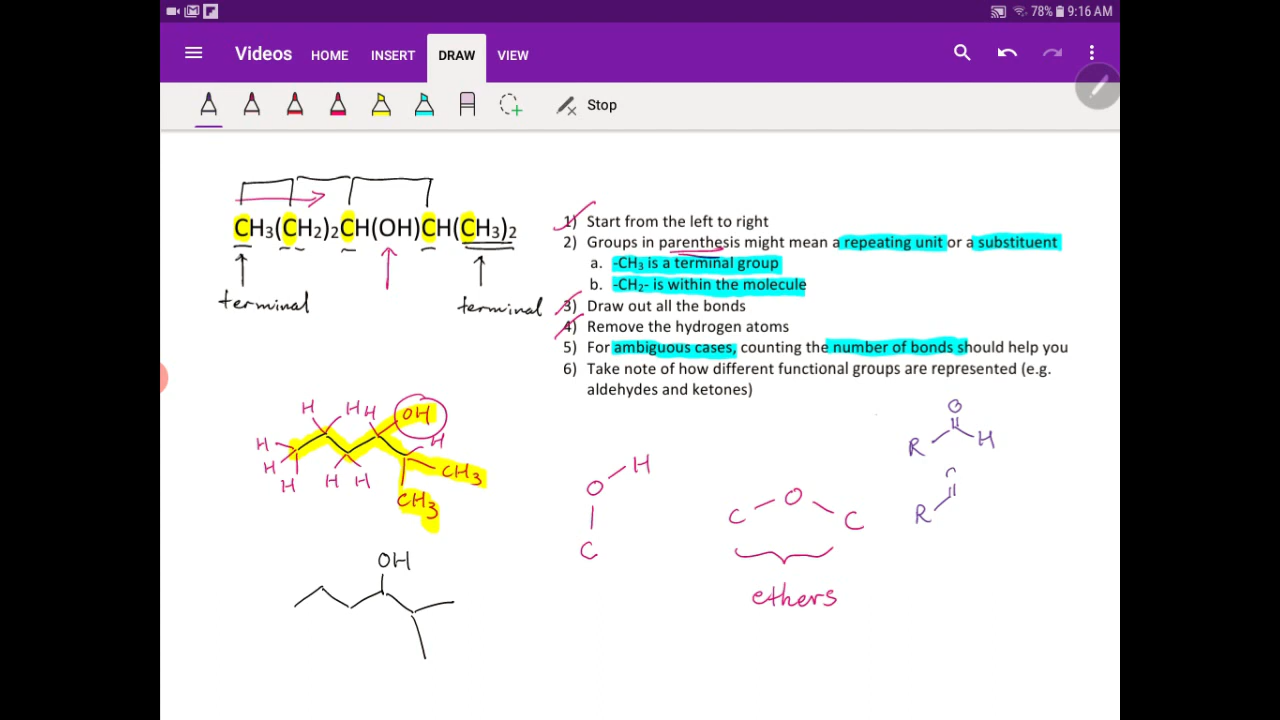 78% 9:16 AM
Videos HOME INSERT DRAW VIEW
Stop
CH3(CH2)2CH(OH)CH(CH3)2
terminal
terminal
1) Start from the left to right
2) Groups in parenthesis might mean a repeating unit or a substituent
a. -CH₃ is a terminal group
b. -CH₂- is within the molecule
3) Draw out all the bonds
4) Remove the hydrogen atoms
5) For ambiguous cases, counting the number of bonds should help you
6) Take note of how different functional groups are represented (e.g.
aldehydes and ketones)
H H H OH
H H
H CH3
H H H CH3
OH
O H
C
C O C
ethers
O
R H
R